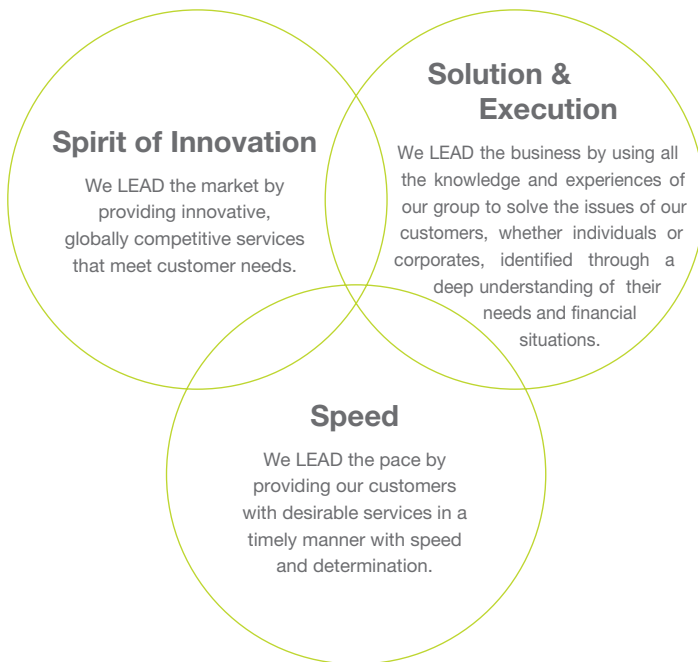 Spirit of Innovation
We LEAD the market by
providing innovative,
globally competitive services
that meet customer needs.
Solution &
Execution
We LEAD the business by using all
the knowledge and experiences of
our group to solve the issues of our
customers, whether individuals or
corporates, identified through a
deep understanding of their
needs and financial
situations.
Speed
We LEAD the pace by
providing our customers
with desirable services in a
timely manner with speed
and determination.